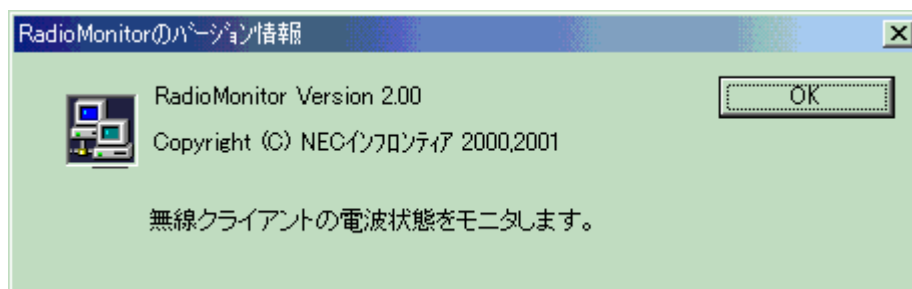 RadioMonitorのﾊﾞｰｼﾞｮﾝ情報
RadioMonitor Version 2.00
OK
Copyright (C) NECｲﾝﾌﾛﾝﾃｨｱ 2000,2001
無線クライアントの電波状態をモニタします。